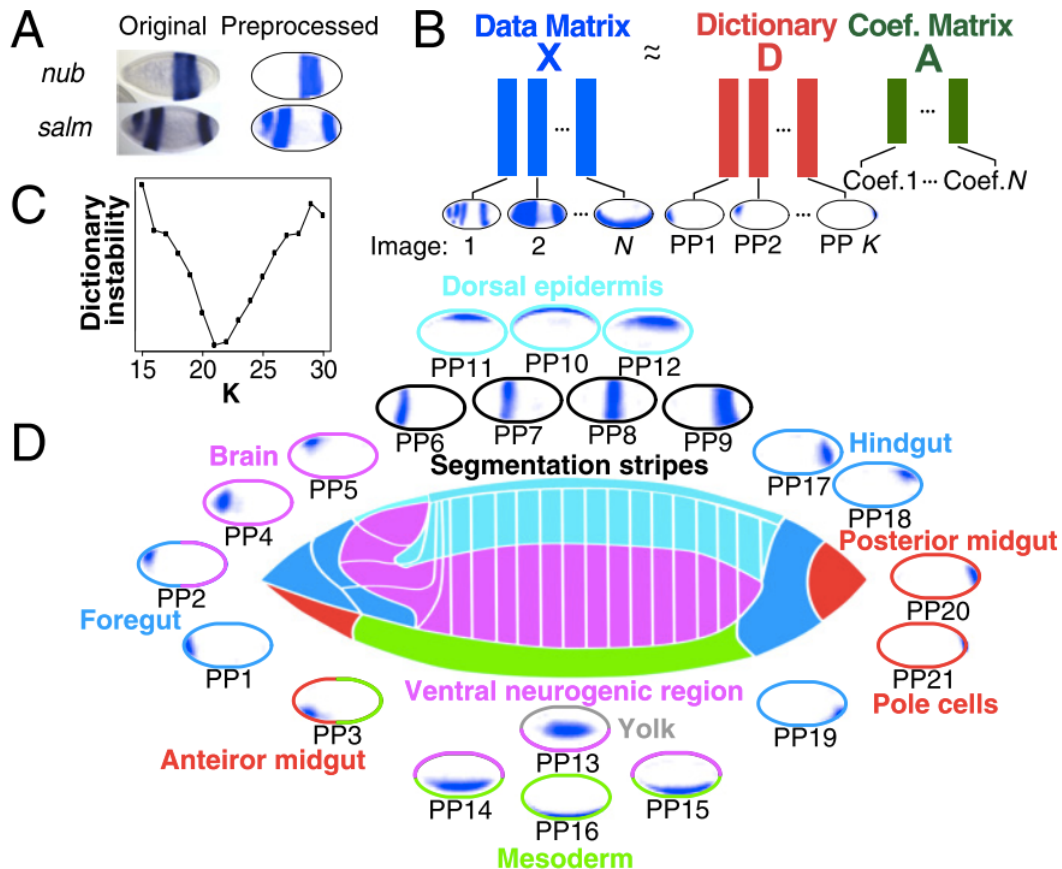 A
Original
Preprocessed
nub
salm
B
Data Matrix
X
≈
Dictionary
D
Coef. Matrix
A
...
...
...
Coef.1 ... Coef.N
...
...
Image: 1 2 N
PP1 PP2 PP K
C
Dictionary
instability
15 20 25 30
K
Dorsal epidermis
PP11 PP10 PP12
PP6 PP7 PP8 PP9
Segmentation stripes
D
Brain
PP5
PP4
PP2
Foregut
PP1
PP3
Anteiror midgut
Hindgut
PP17
PP18
Posterior midgut
PP20
PP21
Pole cells
PP19
Ventral neurogenic region
Yolk
PP13
PP14
PP15
PP16
Mesoderm